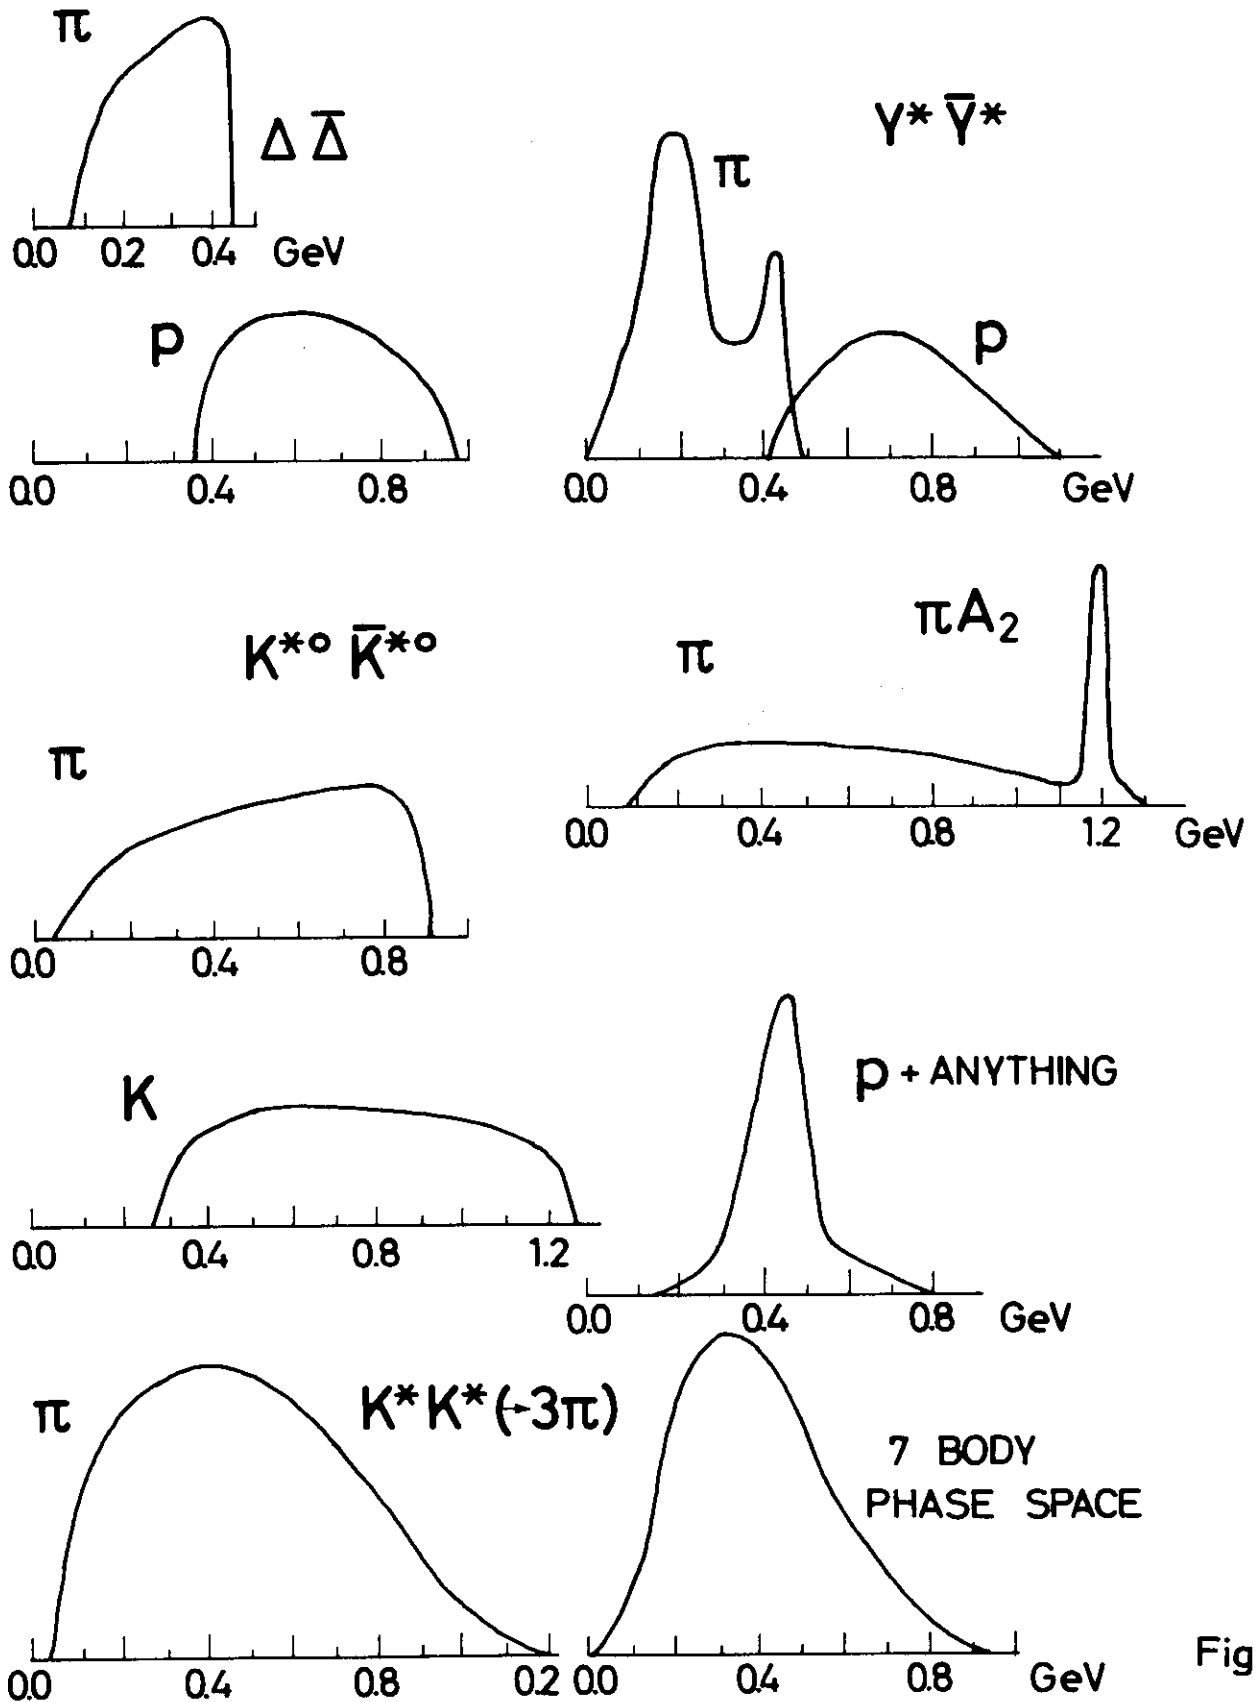 π
Δ Δ̅
0.0 0.2 0.4 GeV
p
0.0 0.4 0.8
Y* Y̅*
π
p
0.0 0.4 0.8 GeV
K*° K̅*°
π
0.0 0.4 0.8
πA₂
π
0.0 0.4 0.8 1.2 GeV
K
0.0 0.4 0.8 1.2
p + ANYTHING
0.0 0.4 0.8 GeV
π
K* K* (→3π)
0.0 0.4 0.8 0.2
7 BODY
PHASE SPACE
0.0 0.4 0.8 GeV
Fig